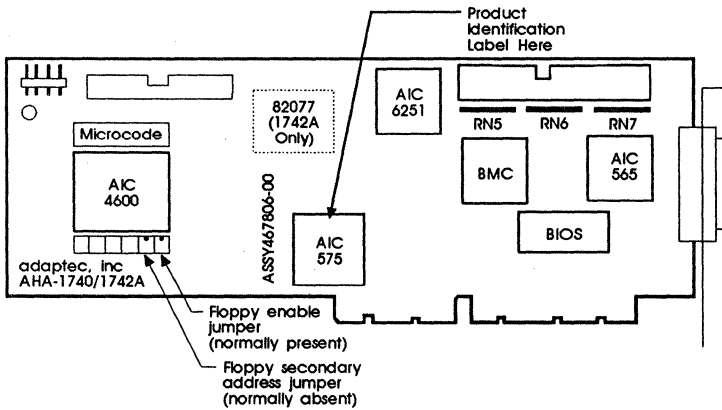 Product
Identification
Label Here
82077
(1742A
Only)
AIC
6251
RN5 RN6 RN7
Microcode
AIC
4600
BMC
AIC
565
ASSY467806-00
AIC
575
BIOS
adaptec, inc
AHA-1740/1742A
Floppy enable
jumper
(normally present)
Floppy secondary
address jumper
(normally absent)